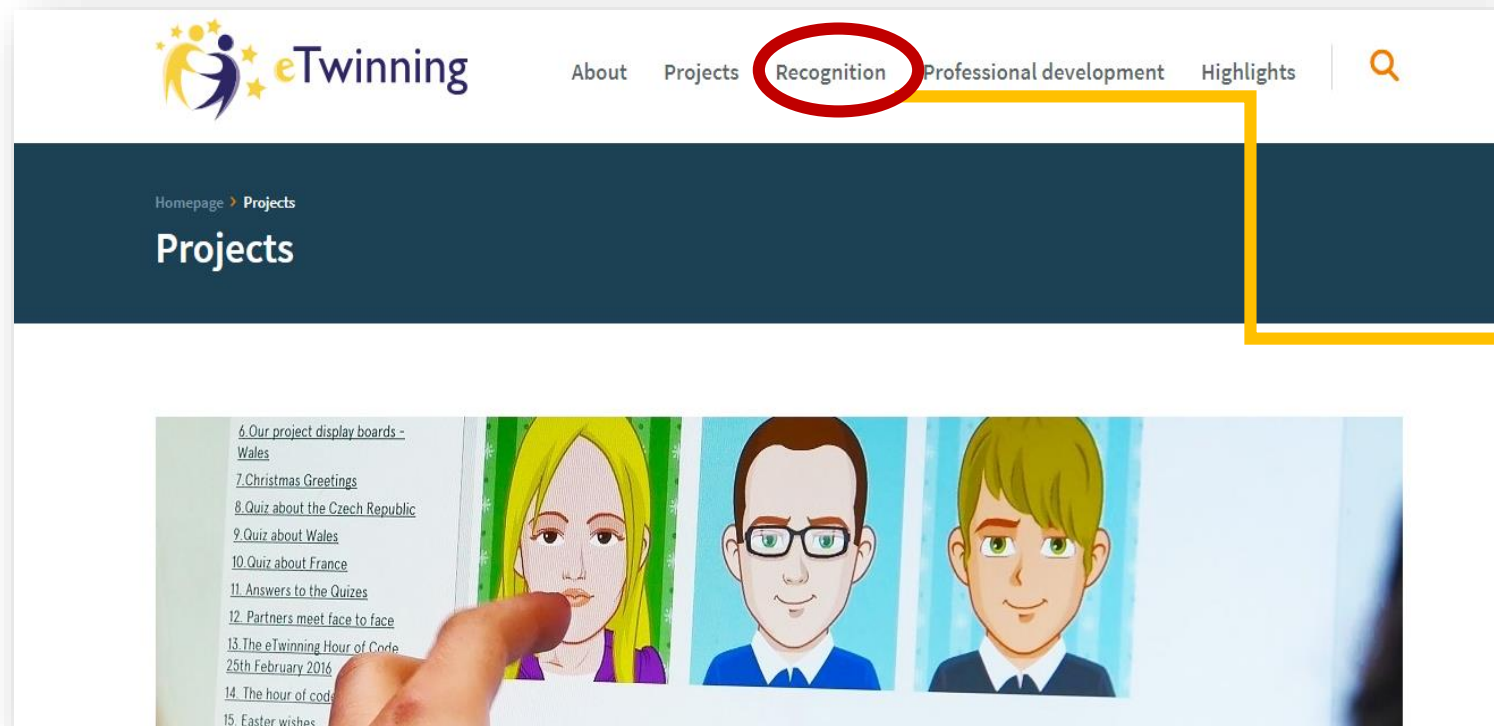 eTwinning
About Projects Recognition Professional development Highlights
Homepage › Projects
Projects
6.Our project display boards -
Wales
7.Christmas Greetings
8.Quiz about the Czech Republic
9.Quiz about Wales
10.Quiz about France
11. Answers to the Quizes
12. Partners meet face to face
13.The eTwinning Hour of Code
25th February 2016
14. The hour of code
15. Easter wishes